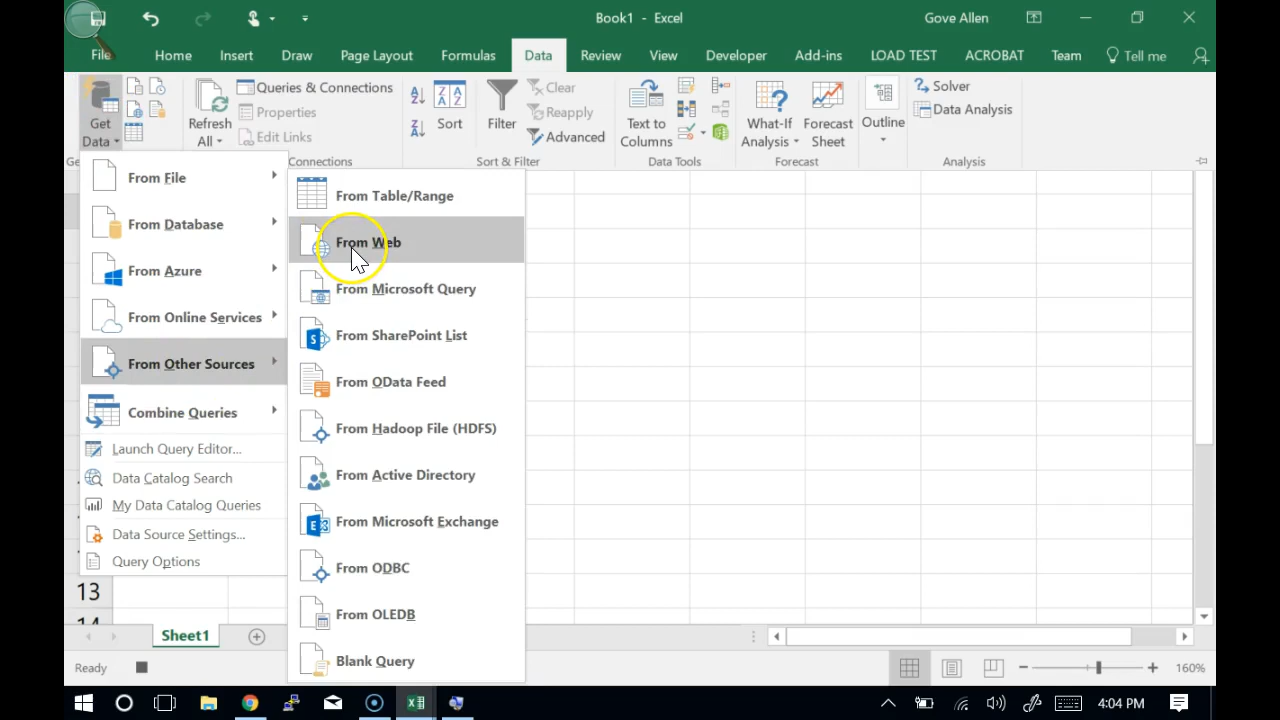 Book1 - Excel
Gove Allen
File
Home
Insert
Draw
Page Layout
Formulas
Data
Review
View
Developer
Add-ins
LOAD TEST
ACROBAT
Team
Tell me
Get
Data
Refresh
All
Queries & Connections
Properties
Edit Links
Connections
Sort
Filter
Clear
Reapply
Advanced
Sort & Filter
Text to
Columns
Data Tools
What-If
Analysis
Forecast
Sheet
Forecast
Outline
Solver
Data Analysis
Analysis
From File
From Database
From Azure
From Online Services
From Other Sources
Combine Queries
Launch Query Editor...
Data Catalog Search
My Data Catalog Queries
Data Source Settings...
Query Options
From Table/Range
From Web
From Microsoft Query
From SharePoint List
From OData Feed
From Hadoop File (HDFS)
From Active Directory
From Microsoft Exchange
From ODBC
From OLEDB
Blank Query
13
14
Sheet1
Ready
160%
4:04 PM